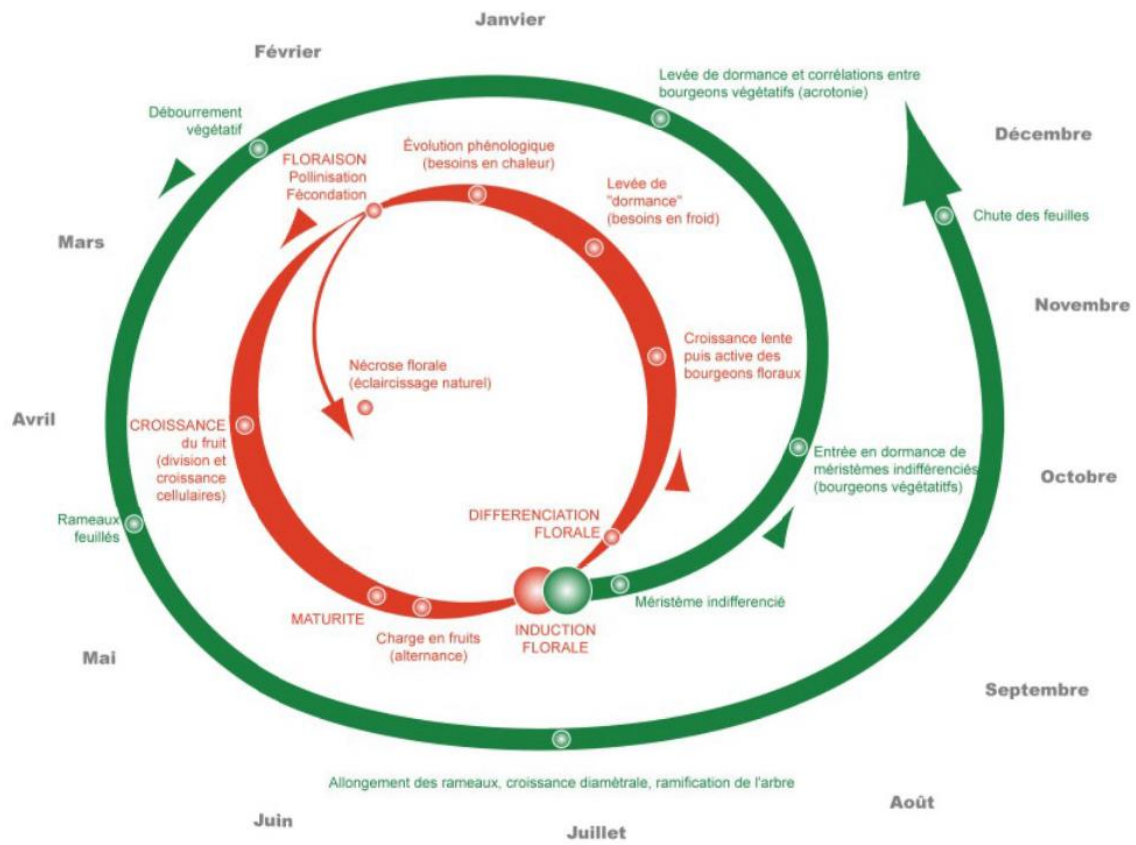 Janvier
Février
Levée de dormance et corrélations entre
bourgeons végétatifs (acrotonie)
Débourrement
végétatif
Décembre
Évolution phénologique
(besoins en chaleur)
FLORAISON
Pollinisation
Fécondation
Levée de
"dormance"
(besoins en froid)
Chute des feuilles
Mars
Novembre
Croissance lente
puis active des
bourgeons floraux
Nécrose florale
(éclaircissage naturel)
Avril
CROISSANCE
du fruit
(division et
croissance
cellulaires)
Entrée en dormance de
méristèmes indifférenciés
(bourgeons végétatitfs)
Octobre
Rameaux
feuillés
DIFFERENCIATION
FLORALE
MATURITE
Charge en fruits
(alternance)
INDUCTION
FLORALE
Méristème indifferencié
Mai
Septembre
Allongement des rameaux, croissance diamètrale, ramification de l'arbre
Août
Juin
Juillet